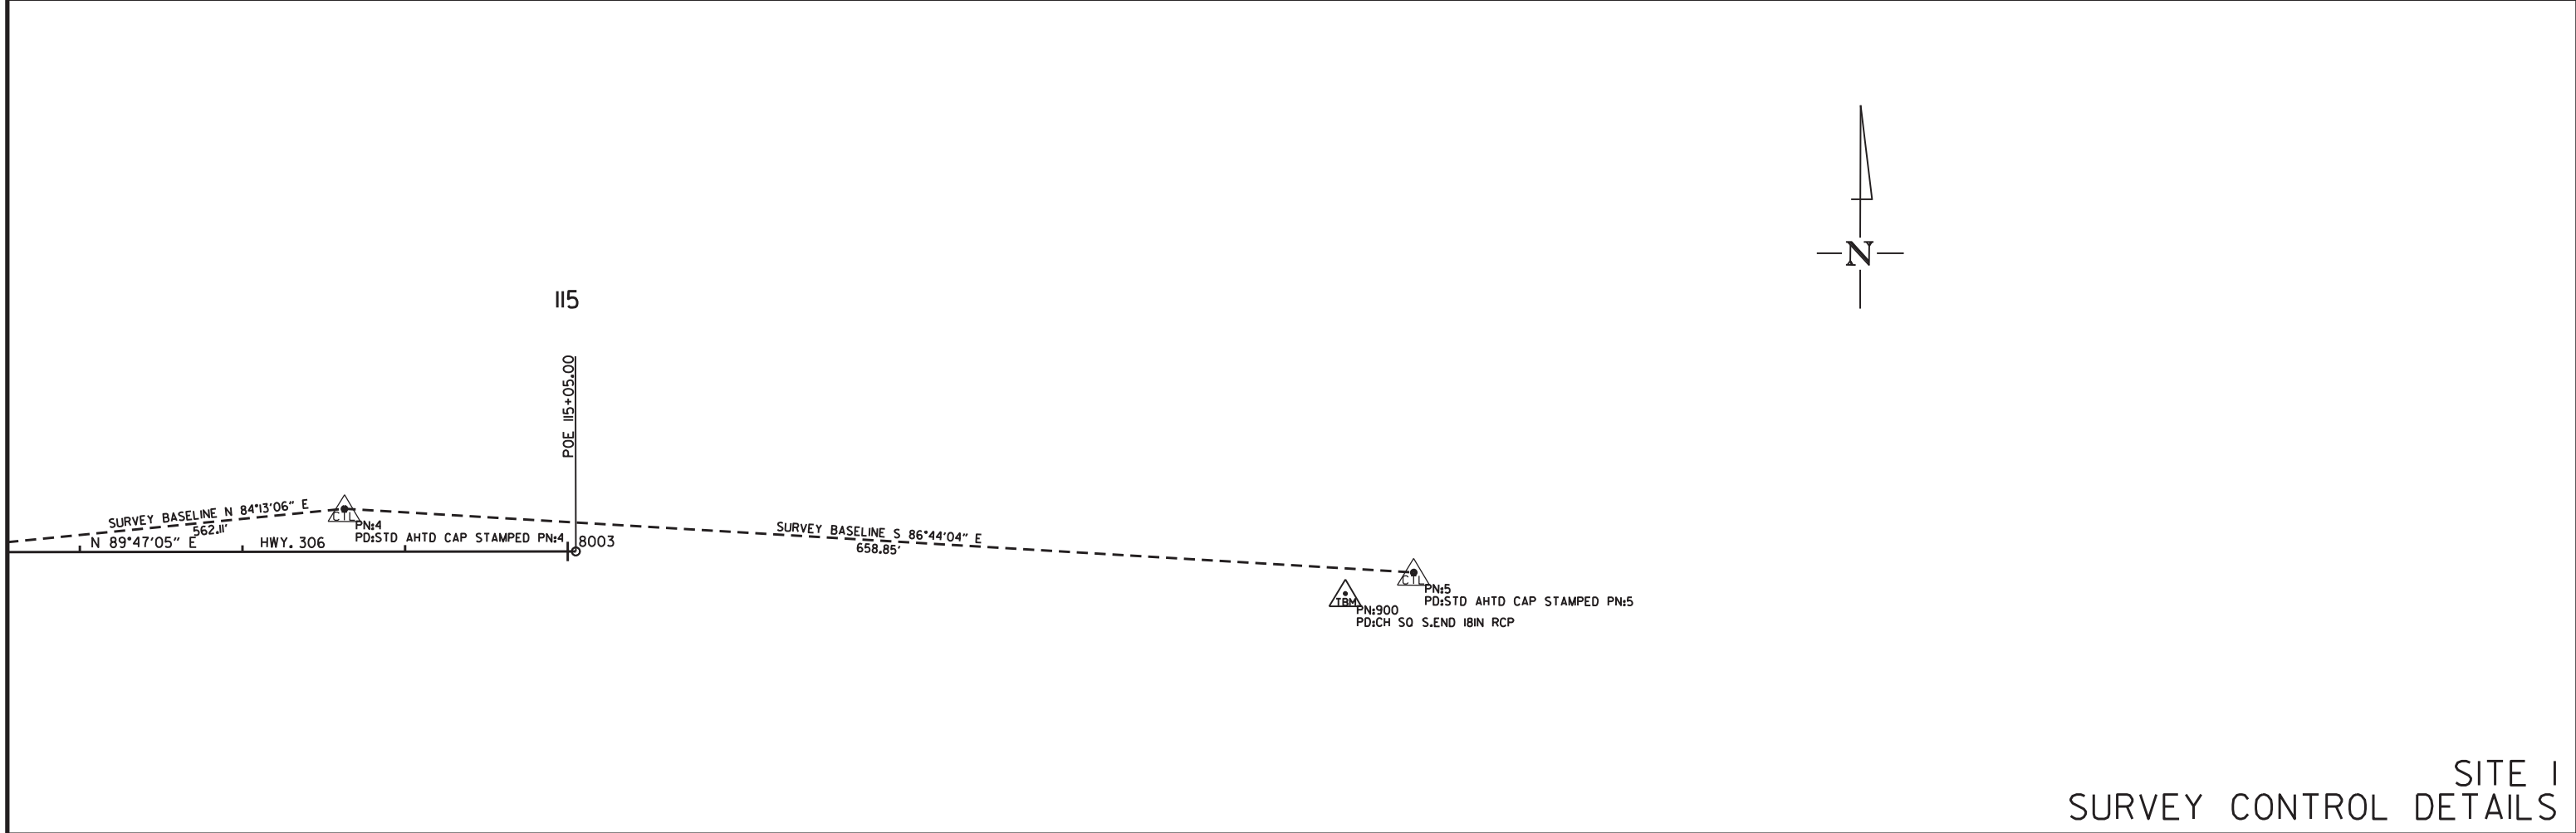 N
115
POE 115+05.00
SURVEY BASELINE N 84°13'06" E
562.11'
N 89°47'05" E
HWY. 306
CTL
PN:4
PD:STD AHTD CAP STAMPED PN:4
8003
SURVEY BASELINE S 86°44'04" E
658.85'
CTL
PN:5
PD:STD AHTD CAP STAMPED PN:5
TBM
PN:900
PD:CH SQ S.END 18IN RCP
SITE 1
SURVEY CONTROL DETAILS